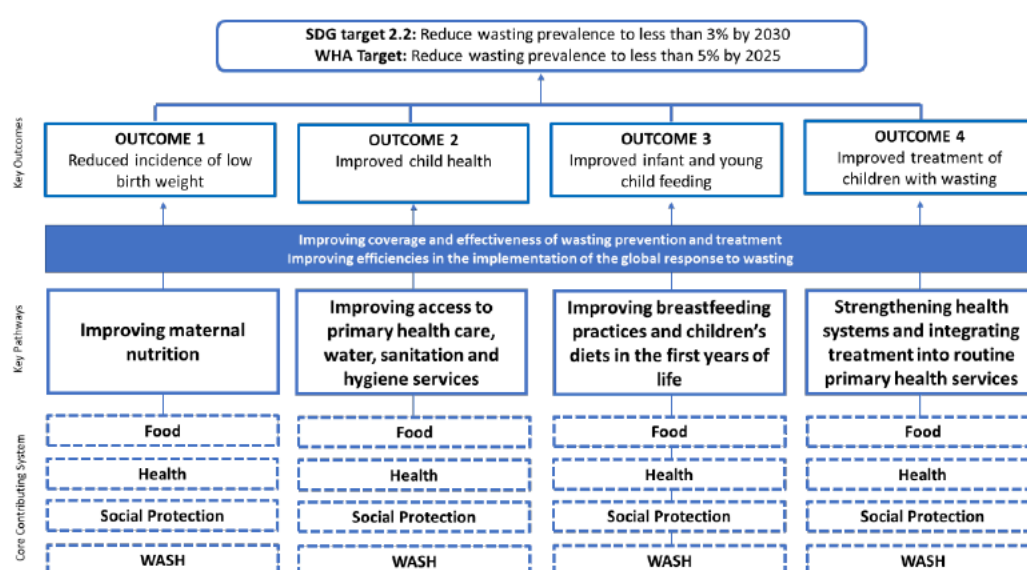 SDG target 2.2: Reduce wasting prevalence to less than 3% by 2030
WHA Target: Reduce wasting prevalence to less than 5% by 2025
Key Outcomes
OUTCOME 1
Reduced incidence of low
birth weight
OUTCOME 2
Improved child health
OUTCOME 3
Improved infant and young
child feeding
OUTCOME 4
Improved treatment of
children with wasting
Improving coverage and effectiveness of wasting prevention and treatment
Improving efficiencies in the implementation of the global response to wasting
Key Pathways
Improving maternal
nutrition
Improving access to
primary health care,
water, sanitation and
hygiene services
Improving breastfeeding
practices and children's
diets in the first years of
life
Strengthening health
systems and integrating
treatment into routine
primary health services
Core Contributing System
Food
Food
Food
Food
Health
Health
Health
Health
Social Protection
Social Protection
Social Protection
Social Protection
WASH
WASH
WASH
WASH